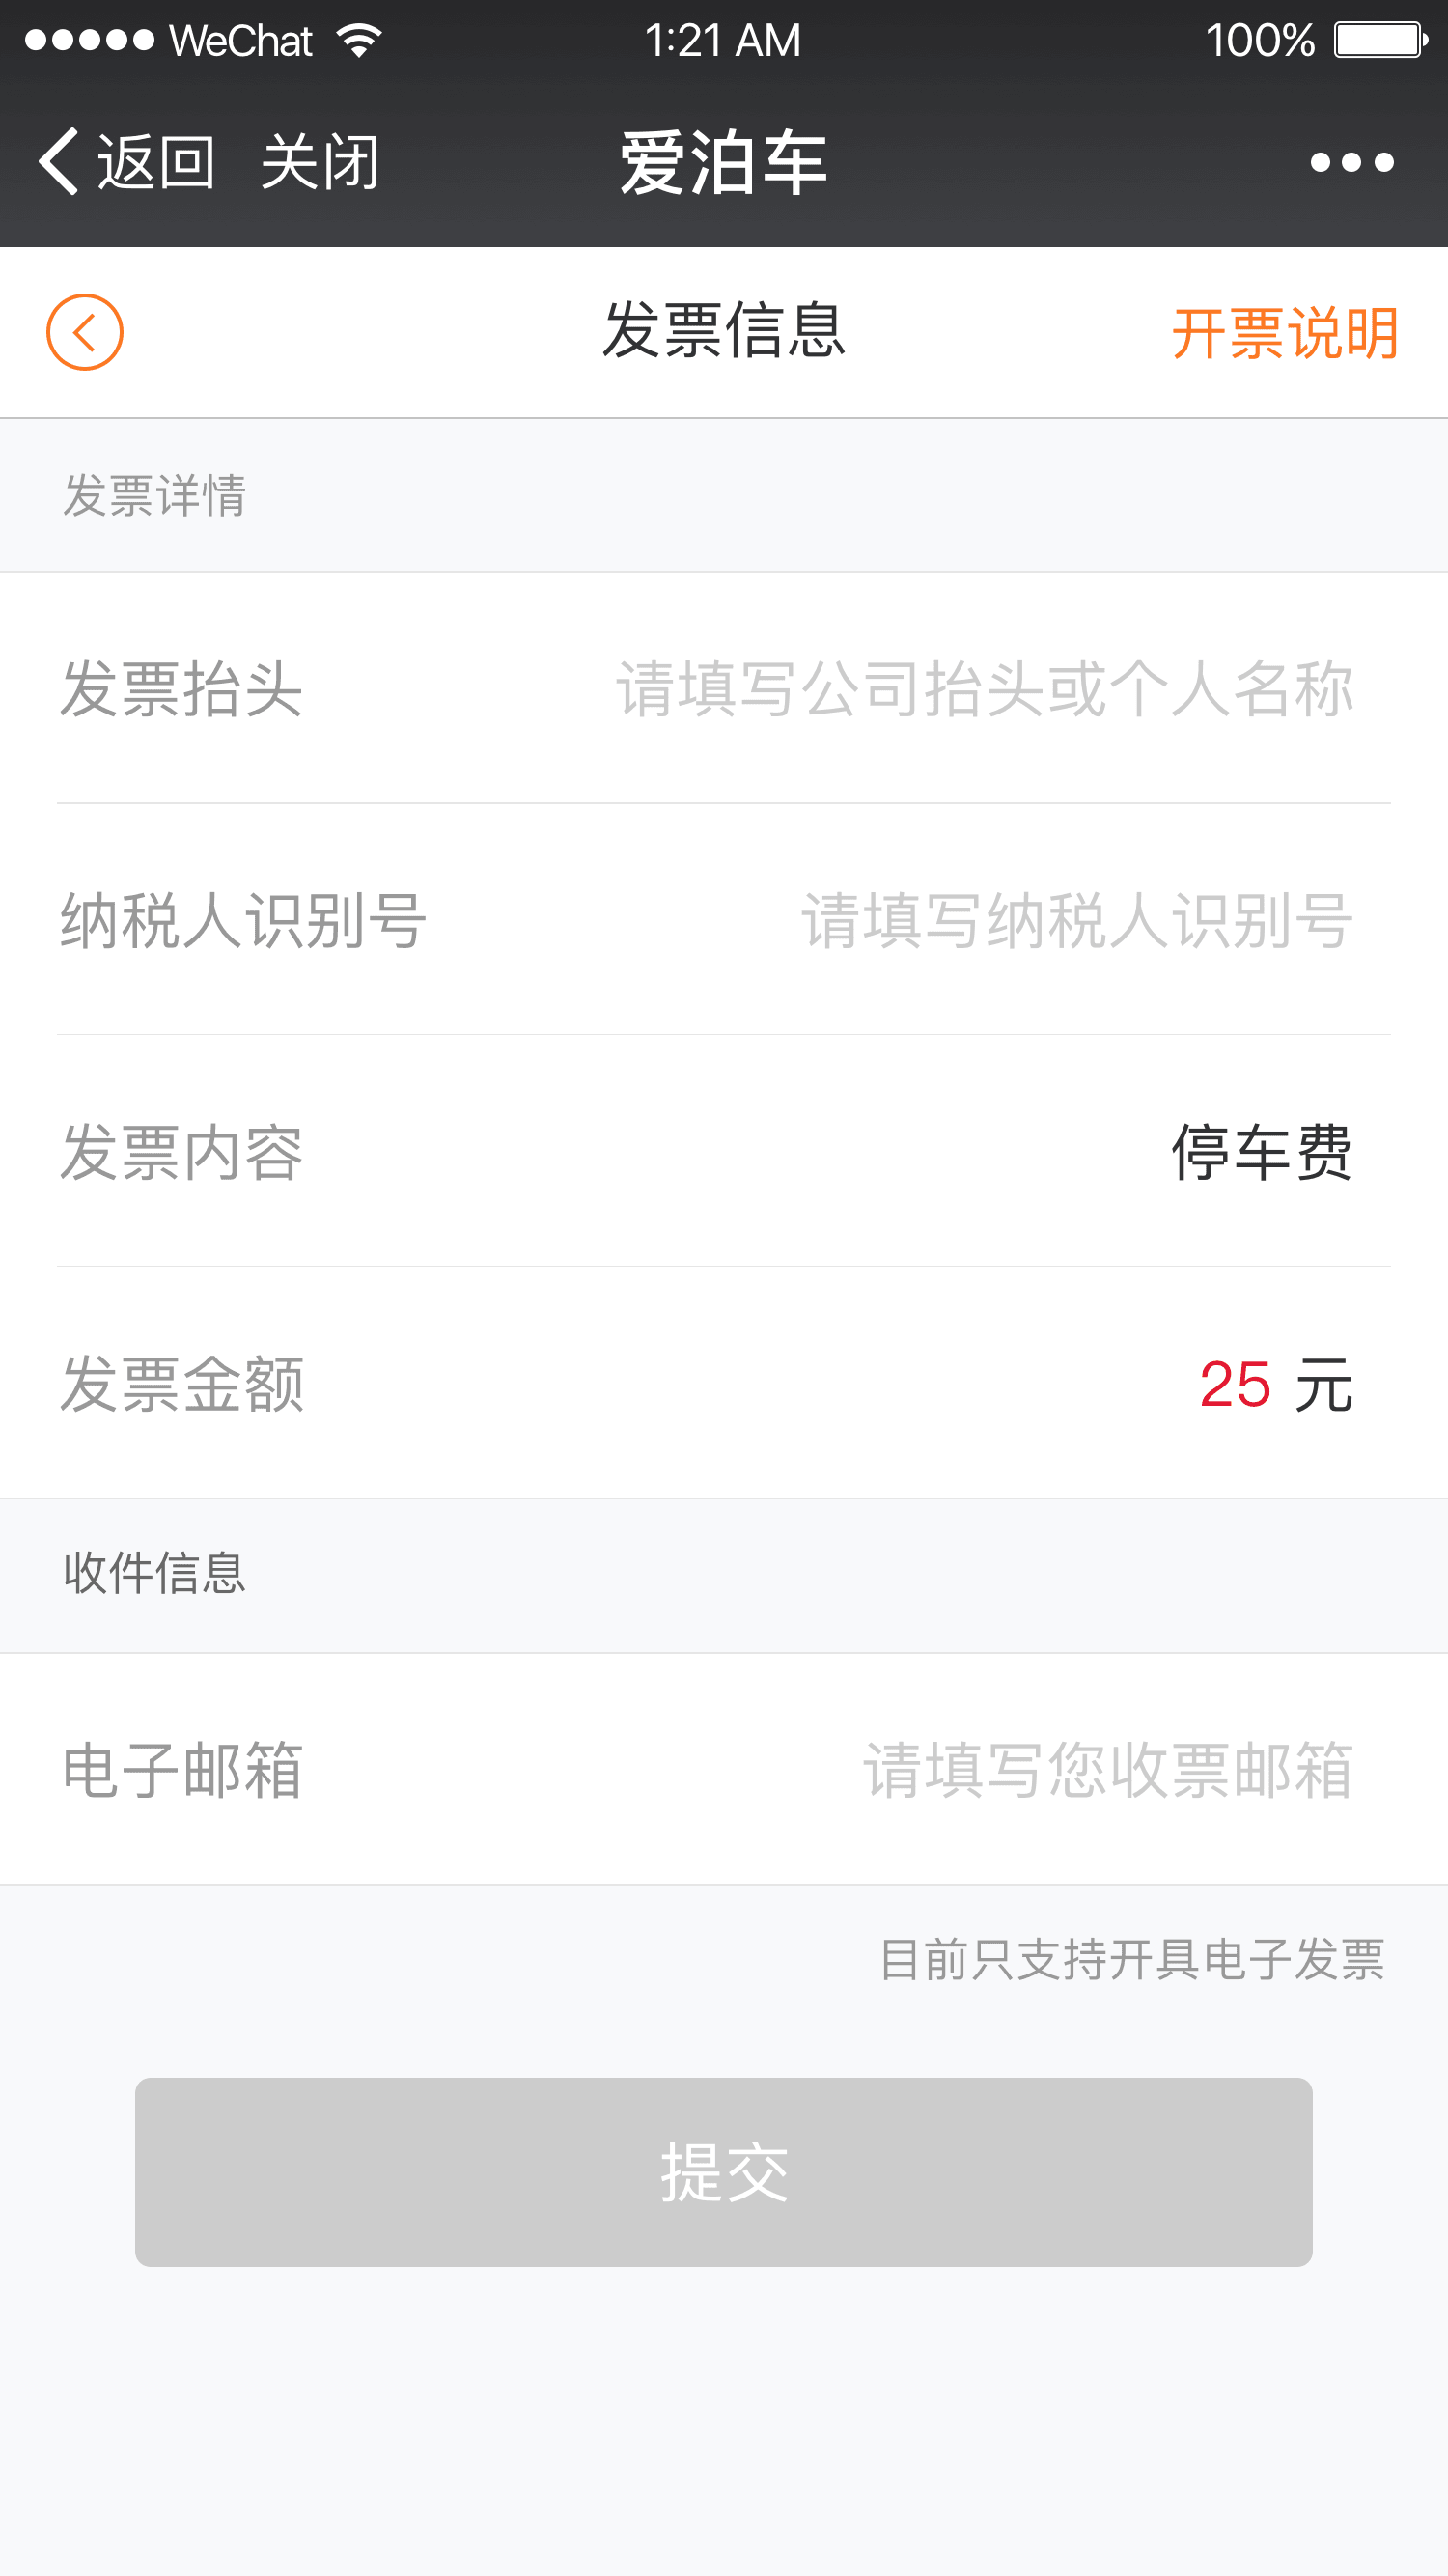 WeChat 1:21 AM 100%
返回 关闭 爱泊车
发票信息 开票说明
发票详情
发票抬头 请填写公司抬头或个人名称
纳税人识别号 请填写纳税人识别号
发票内容 停车费
发票金额 25 元
收件信息
电子邮箱 请填写您收票邮箱
目前只支持开具电子发票
提交